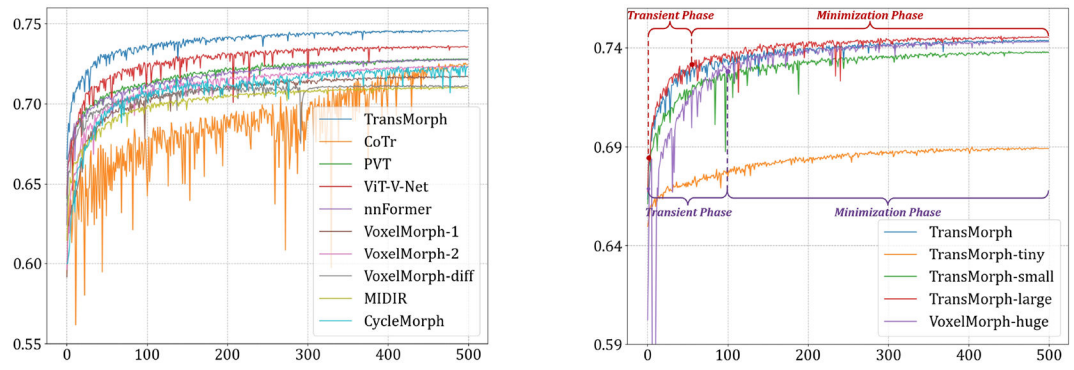 0.75
0.70
0.65
0.60
0.55
0
100
200
300
400
500
TransMorph
CoTr
PVT
ViT-V-Net
nnFormer
VoxelMorph-1
VoxelMorph-2
VoxelMorph-diff
MIDIR
CycleMorph
Transient Phase
Minimization Phase
0.74
0.69
0.64
0.59
Transient Phase
Minimization Phase
0
100
200
300
400
500
TransMorph
TransMorph-tiny
TransMorph-small
TransMorph-large
VoxelMorph-huge